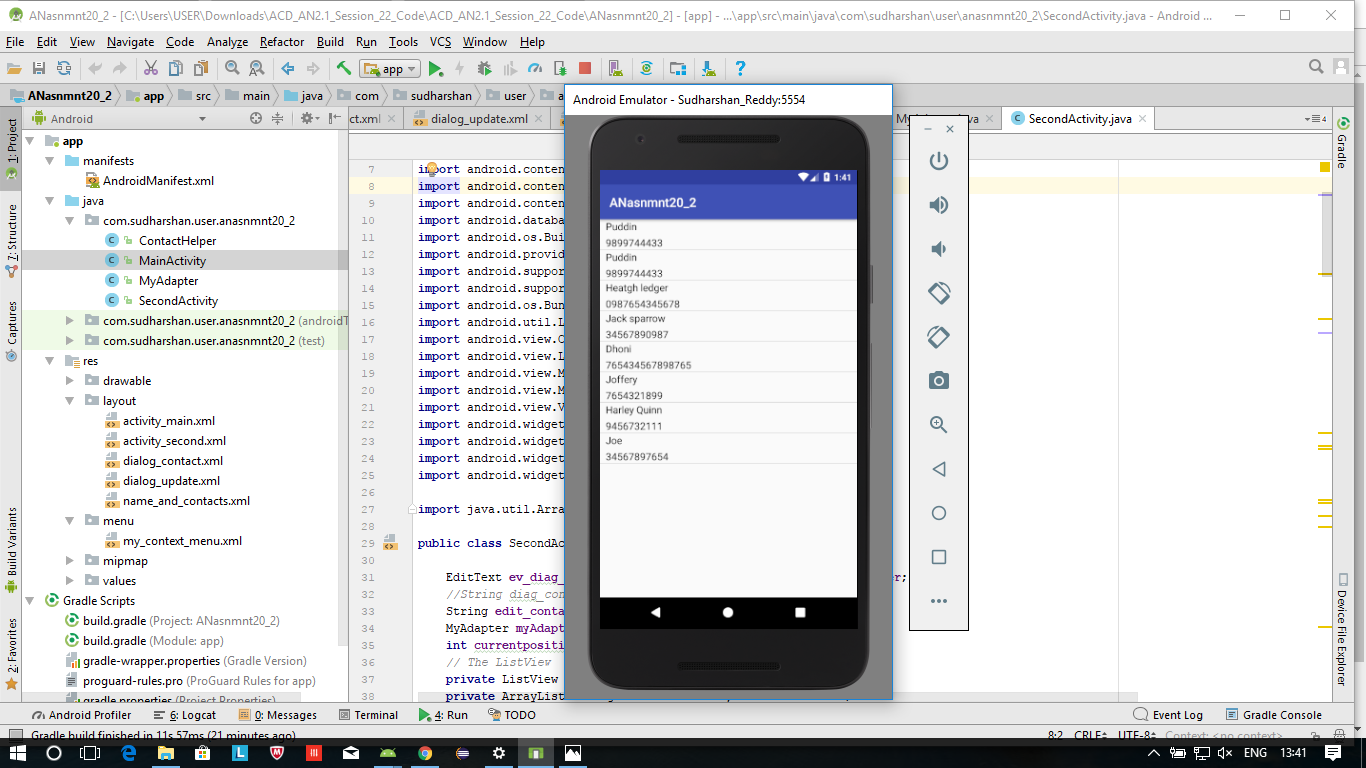 ANasnmnt20_2 - [C:\Users\USER\Downloads\ACD_AN2.1_Session_22_Code\ACD_AN2.1_Session_22_Code\ANasnmnt20_2] - [app] - ...\app\src\main\java\com\sudharshan\user\anasnmnt20_2\SecondActivity.java - Android ...
File Edit View Navigate Code Analyze Refactor Build Run Tools VCS Window Help
app
ANasnmnt20_2 app src main java com sudharshan user
Android Emulator - Sudharshan_Reddy:5554
Android
ct.xml dialog_update.xml
SecondActivity.java
1: Project
Z: Structure
Captures
Build Variants
2: Favorites
app
manifests
AndroidManifest.xml
java
com.sudharshan.user.anasnmnt20_2
ContactHelper
MainActivity
MyAdapter
SecondActivity
com.sudharshan.user.anasnmnt20_2 (androidT
com.sudharshan.user.anasnmnt20_2 (test)
res
drawable
layout
activity_main.xml
activity_second.xml
dialog_contact.xml
dialog_update.xml
name_and_contacts.xml
menu
my_context_menu.xml
mipmap
values
Gradle Scripts
build.gradle (Project: ANasnmnt20_2)
build.gradle (Module: app)
gradle-wrapper.properties (Gradle Version)
proguard-rules.pro (ProGuard Rules for app)
gradle.properties (Project Properties)
7 import android.conten
8 import android.conten
9 import android.conten
10 import android.databa
11 import android.os.Bui
12 import android.provid
13 import android.suppor
14 import android.suppor
15 import android.os.Bun
16 import android.util.L
17 import android.view.C
18 import android.view.L
19 import android.view.M
20 import android.view.M
21 import android.view.V
22 import android.widget
23 import android.widget
24 import android.widget
25 import android.widget
26
27 import java.util.Arra
28
29 public class SecondAc
30
31 EditText ev_diag_ er;
32 //String diag_con
33 String edit_conta
34 MyAdapter myAdapt
35 int currentpositi
36 // The ListView
37 private ListView
38 private ArrayList
1:41
ANasnmnt20_2
Puddin
9899744433
Puddin
9899744433
Heatgh ledger
0987654345678
Jack sparrow
34567890987
Dhoni
765434567898765
Joffery
7654321899
Harley Quinn
9456732111
Joe
34567897654
4
Gradle
Device File Explorer
Android Profiler 6: Logcat 0: Messages Terminal 4: Run TODO Event Log Gradle Console
Gradle build finished in 11s 57ms (21 minutes ago) 8:2 CRLF UTF-8 Context: <no context>
ENG 13:41